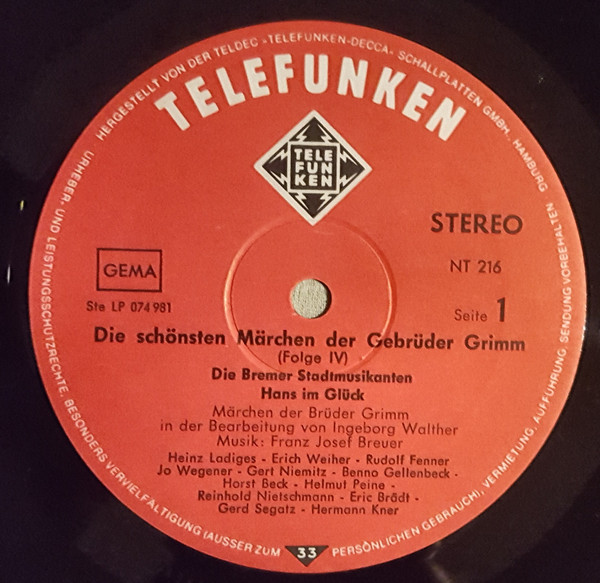 HERGESTELLT VON DER TELDEC »TELEFUNKEN-DECCA« SCHALLPLATTEN GMBH., HAMBURG
TELEFUNKEN
TELE
FUN
KEN
STEREO
GEMA
NT 216
Ste LP 074 981
Seite 1
Die schönsten Märchen der Gebrüder Grimm
(Folge IV)
Die Bremer Stadtmusikanten
Hans im Glück
Märchen der Brüder Grimm
in der Bearbeitung von Ingeborg Walther
Musik: Franz Josef Breuer
Heinz Ladiges - Erich Weiher - Rudolf Fenner
Jo Wegener - Gert Niemitz - Benno Gellenbeck -
Horst Beck - Helmut Peine -
Reinhold Nietschmann - Eric Brädt -
Gerd Segatz - Hermann Kner
URHEBER- UND LEISTUNGSSCHUTZRECHTE, BESONDERS VERVIELFÄLTIGUNG (AUSSER ZUM PERSÖNLICHEN GEBRAUCH), VERMIETUNG, AUFFÜHRUNG, SENDUNG VORBEHALTEN
33